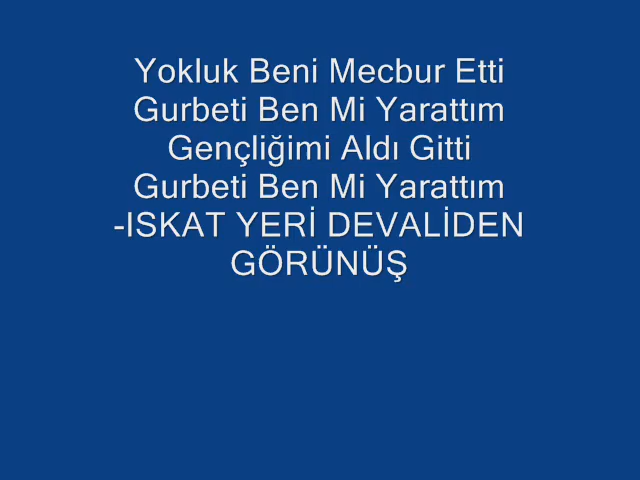 Yokluk Beni Mecbur Etti
Gurbeti Ben Mi Yarattım
Gençliğimi Aldı Gitti
Gurbeti Ben Mi Yarattım
-ISKAT YERİ DEVALİDEN
GÖRÜNÜŞ